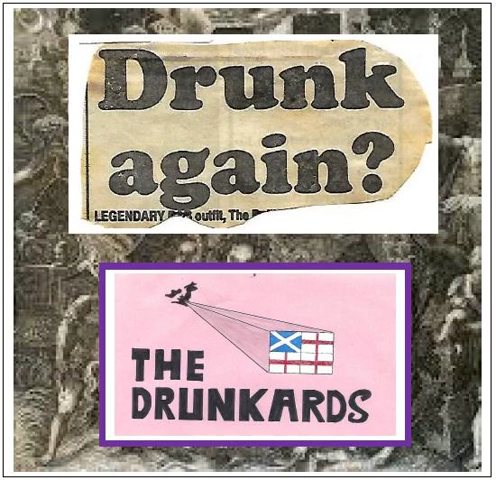 Drunk
again?
LEGENDARY outfit, The
THE
DRUNKARDS